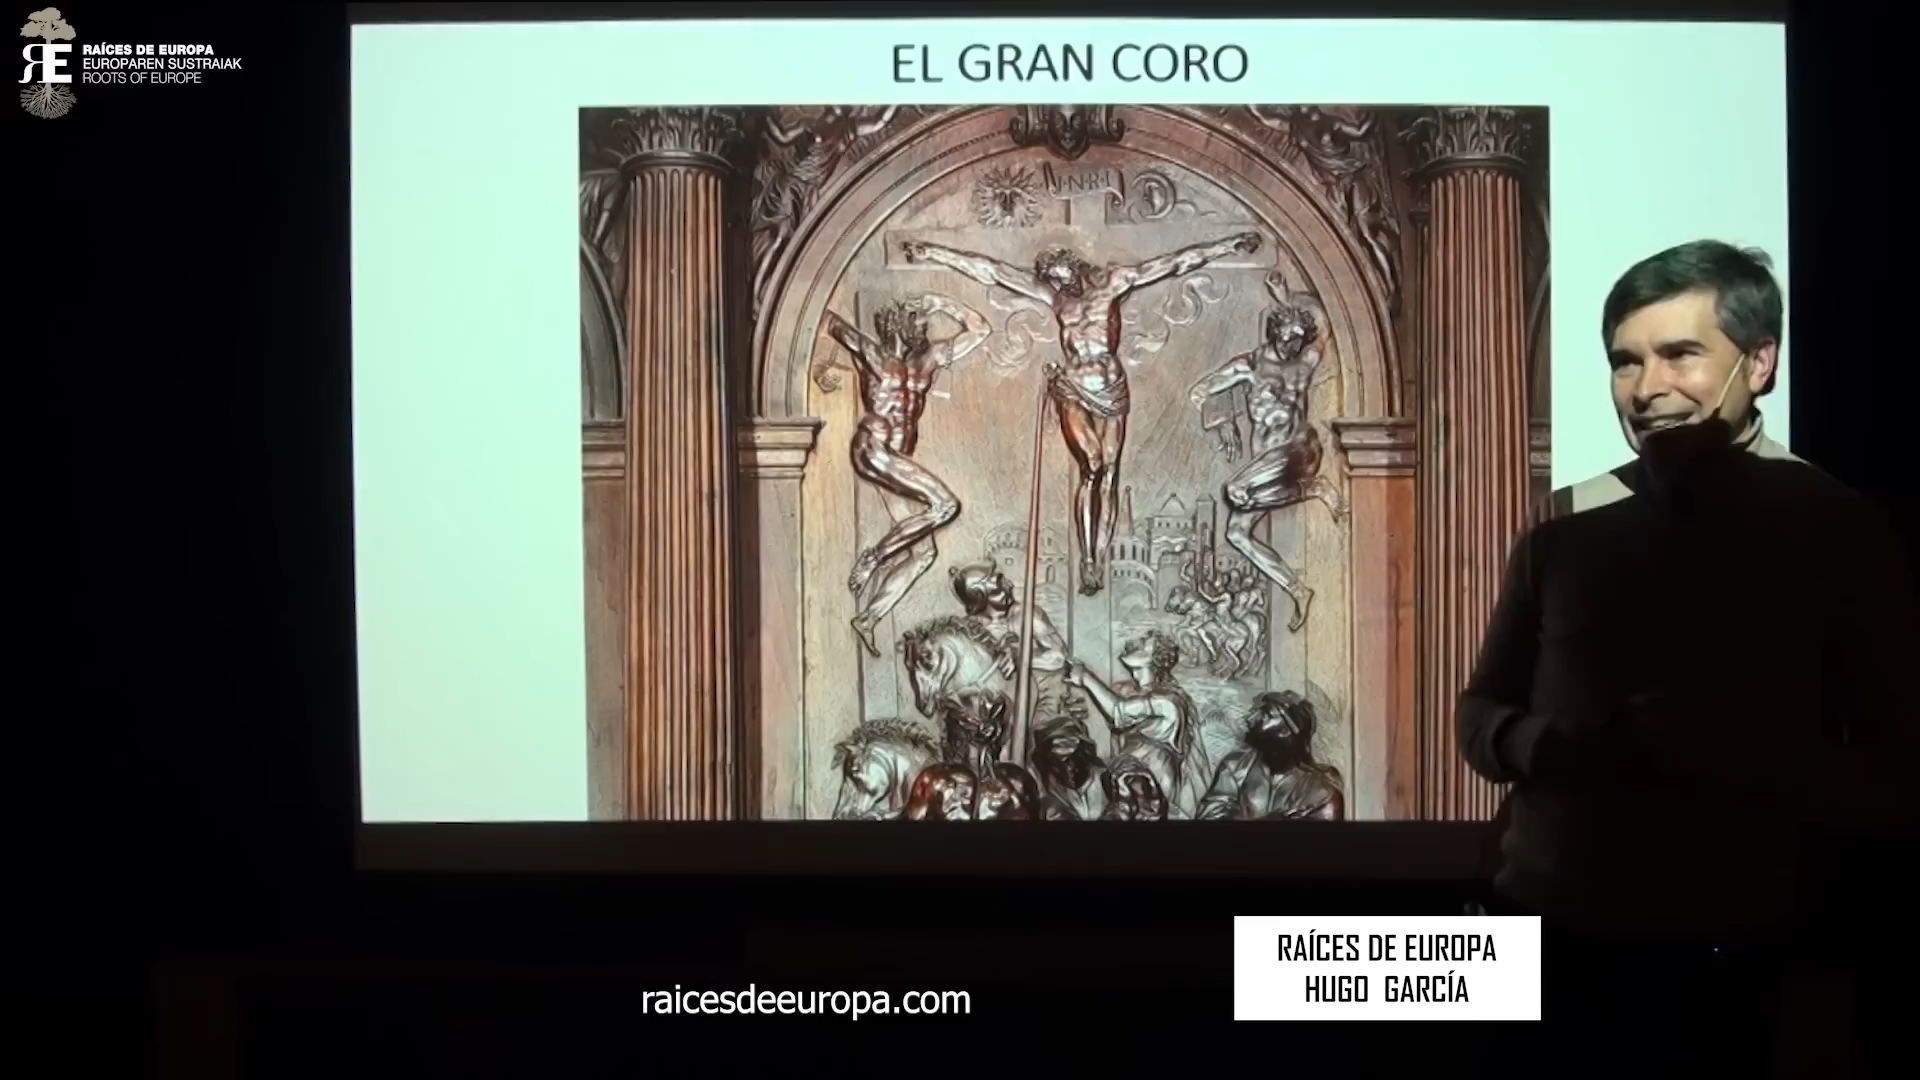 RAÍCES DE EUROPA
EUROPAREN SUSTRAIAK
ROOTS OF EUROPE
EL GRAN CORO
I·N·R·I
RAÍCES DE EUROPA
HUGO GARCÍA
raicesdeeuropa.com